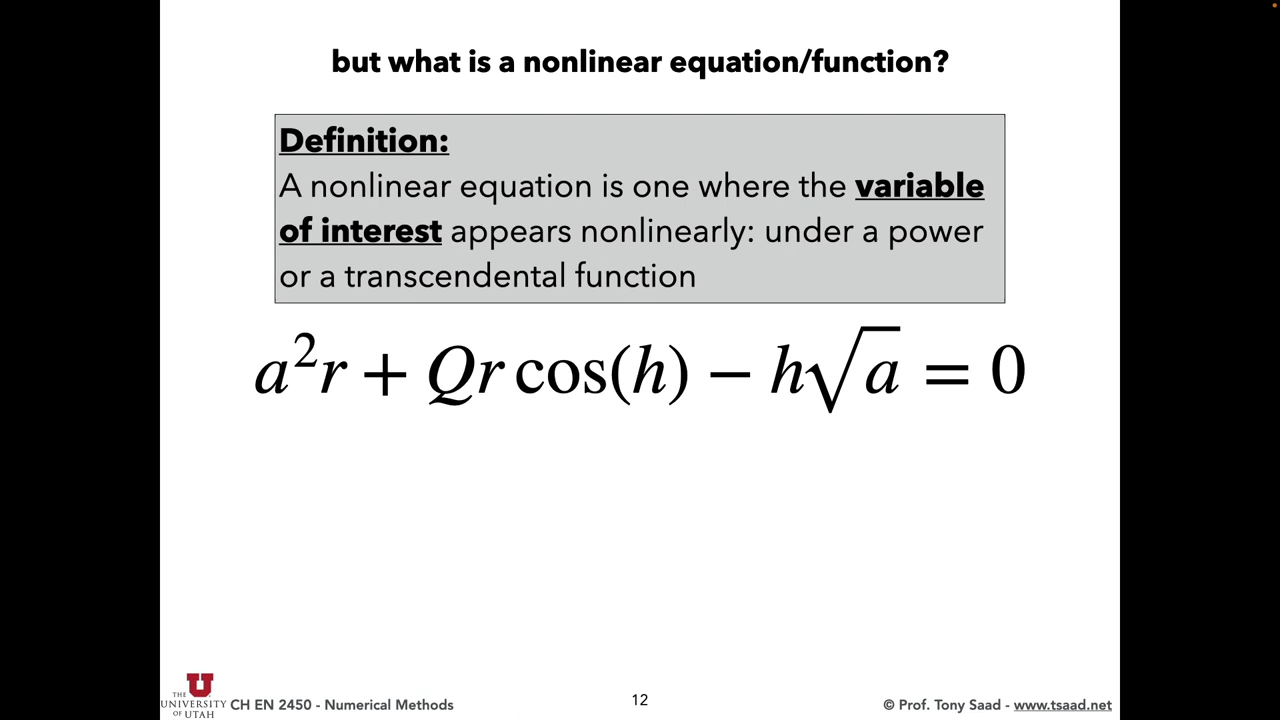 but what is a nonlinear equation/function?
Definition:
A nonlinear equation is one where the variable
of interest appears nonlinearly: under a power
or a transcendental function
a²r + Qr cos(h) − h√a = 0
THE
UNIVERSITY
OF UTAH
CH EN 2450 - Numerical Methods
12
© Prof. Tony Saad - www.tsaad.net